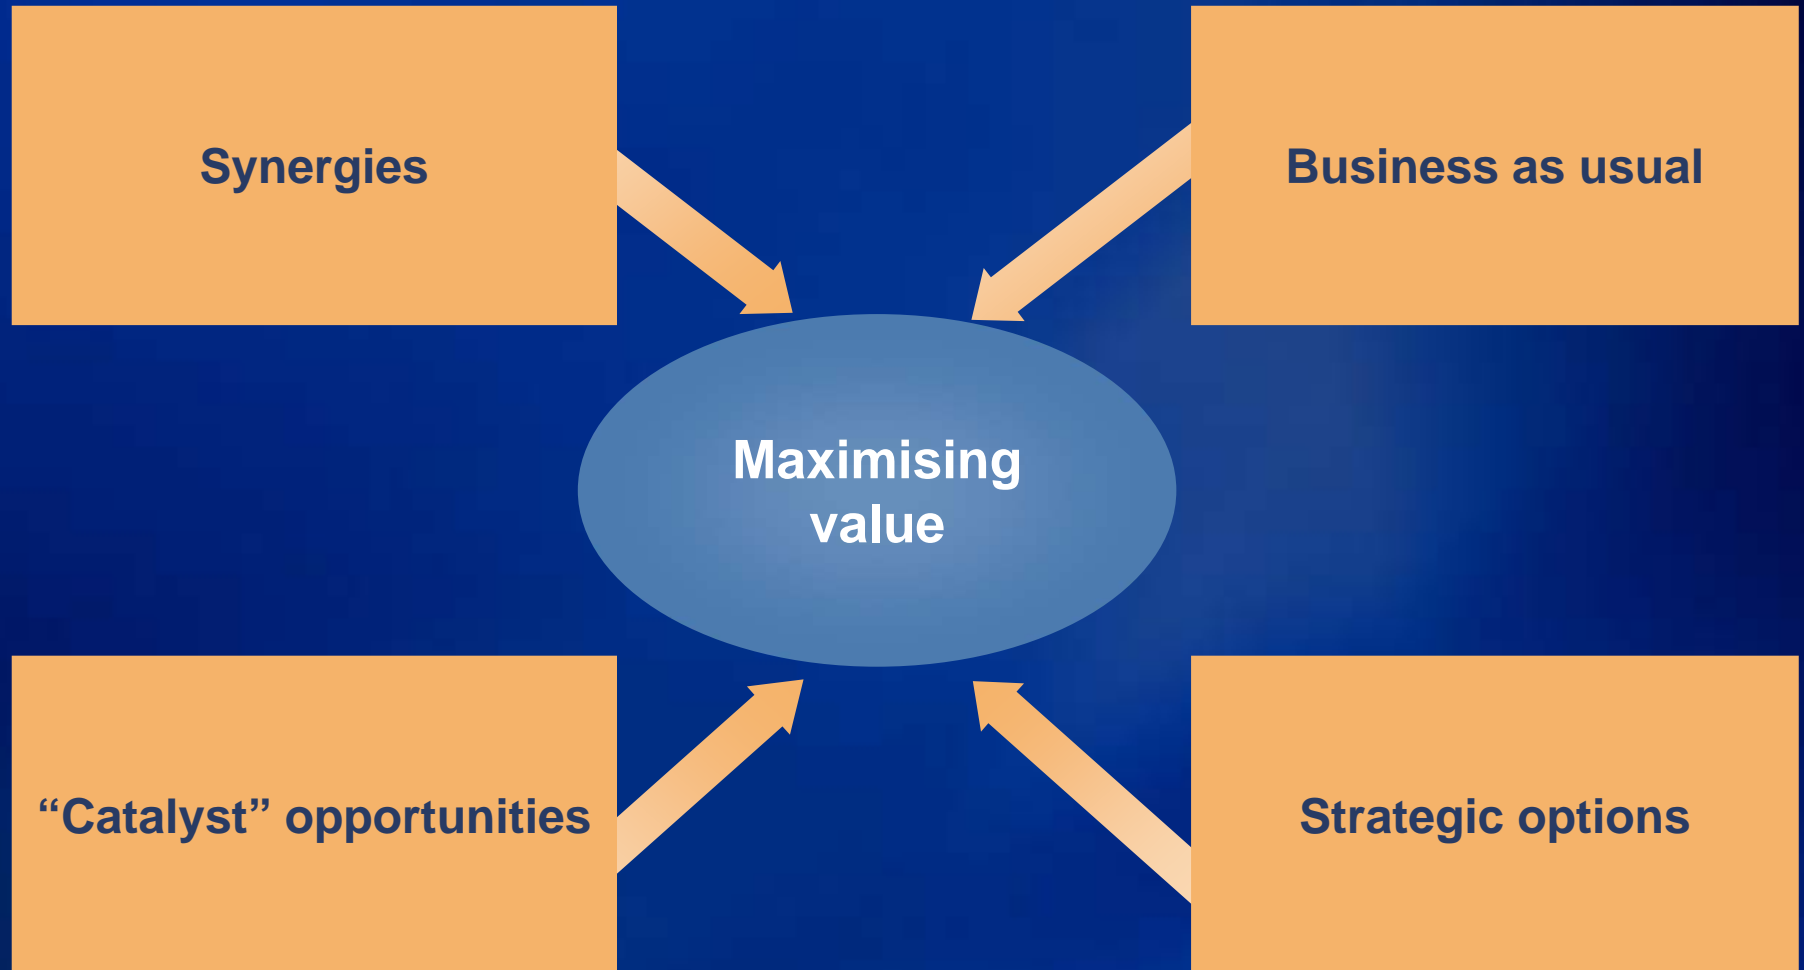 Synergies
Business as usual
Maximising
value
“Catalyst” opportunities
Strategic options